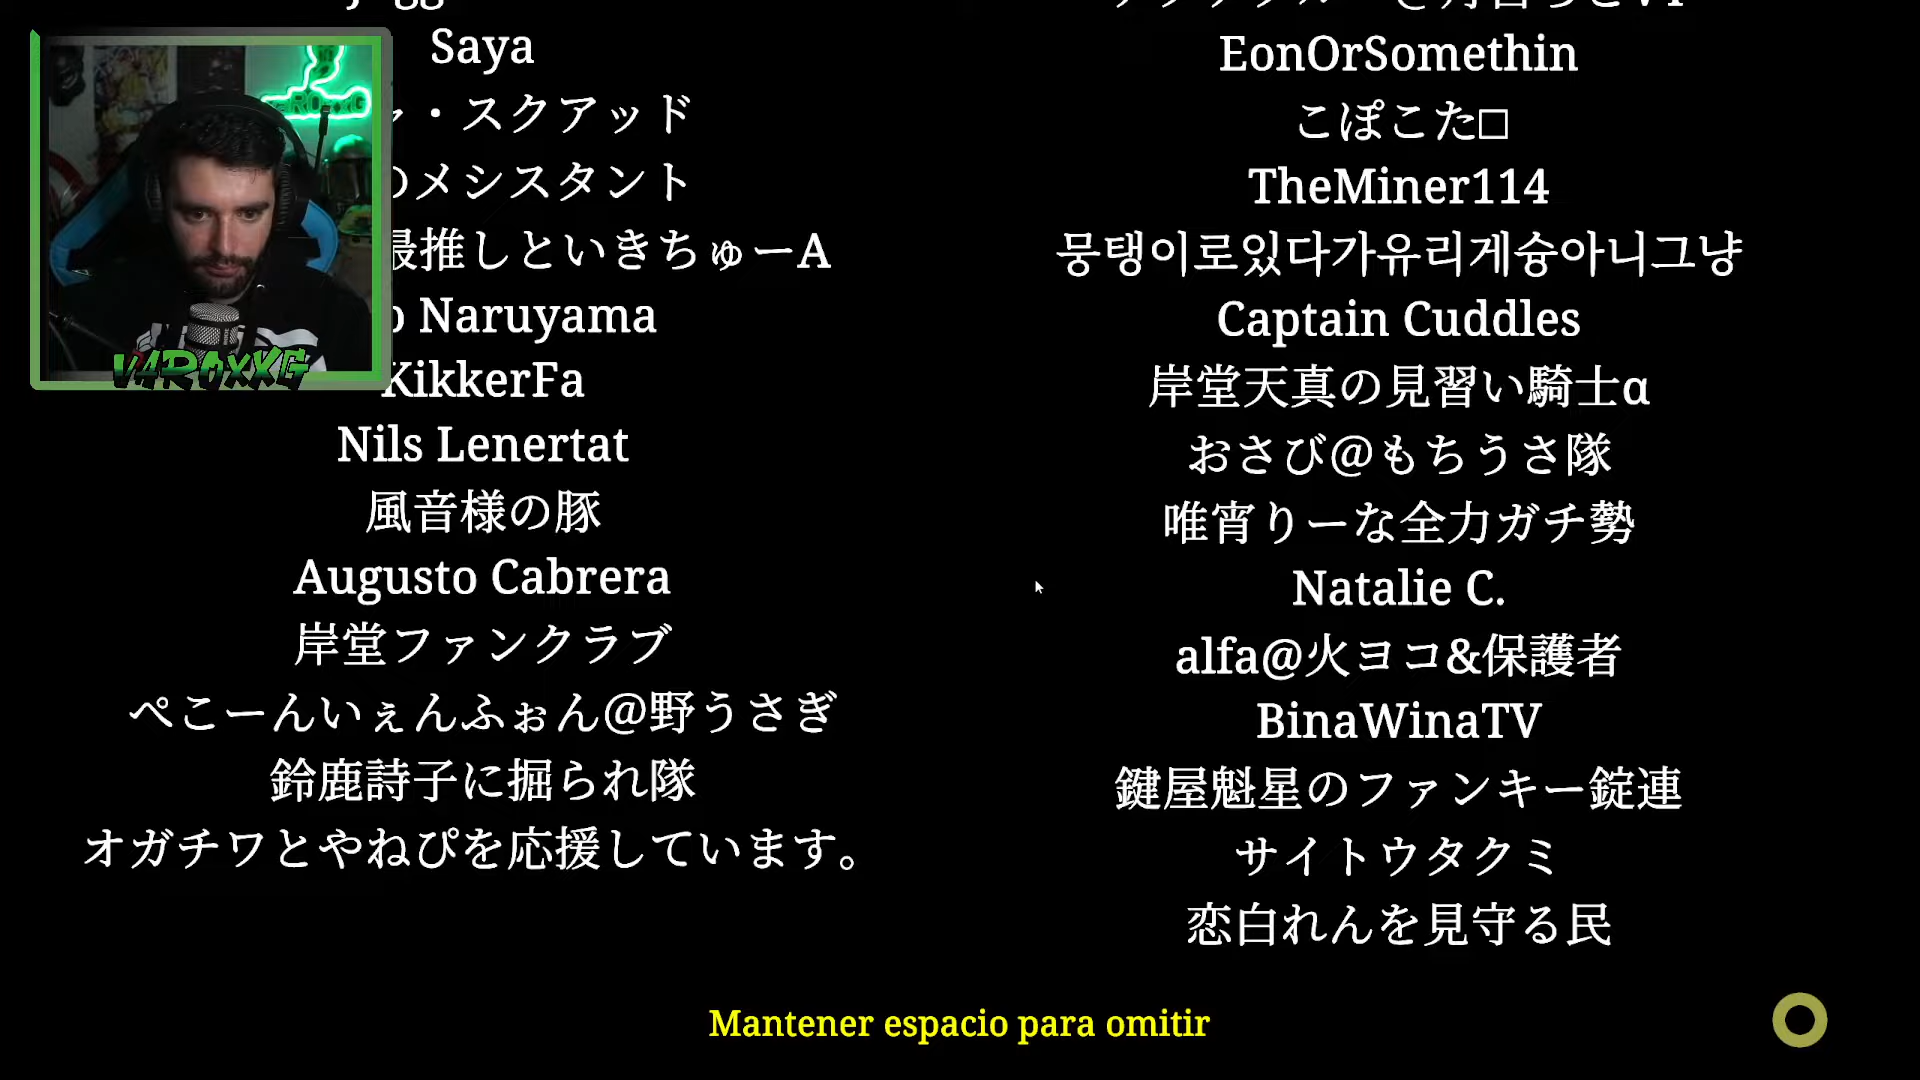 Saya
・スクアッド
のメシスタント
最推しといきちゅーA
Naruyama
KikkerFa
Nils Lenertat
風音様の豚
Augusto Cabrera
岸堂ファンクラブ
ぺこーんいぇんふぉん@野うさぎ
鈴鹿詩子に掘られ隊
オガチワとやねぴを応援しています。
EonOrSomethin
こぽこた□
TheMiner114
뭉탱이로있다가유리게슝아니그냥
Captain Cuddles
岸堂天真の見習い騎士α
おさび@もちうさ隊
唯宵りーな全力ガチ勢
Natalie C.
alfa@火ヨコ&保護者
BinaWinaTV
鍵屋魁星のファンキー錠連
サイトウタクミ
恋白れんを見守る民
VAROXXG
Mantener espacio para omitir